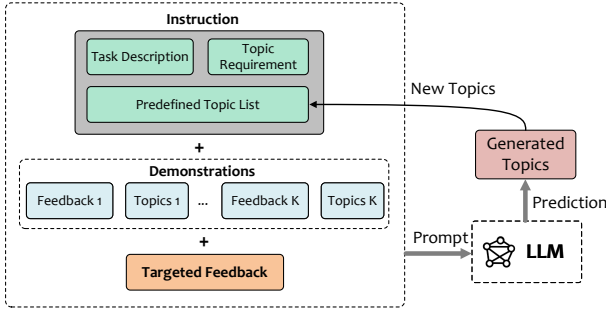 Instruction
Task Description
Topic
Requirement
Predefined Topic List
+
Demonstrations
Feedback 1
Topics 1
...
Feedback K
Topics K
+
Targeted Feedback
New Topics
Generated
Topics
Prediction
Prompt
LLM